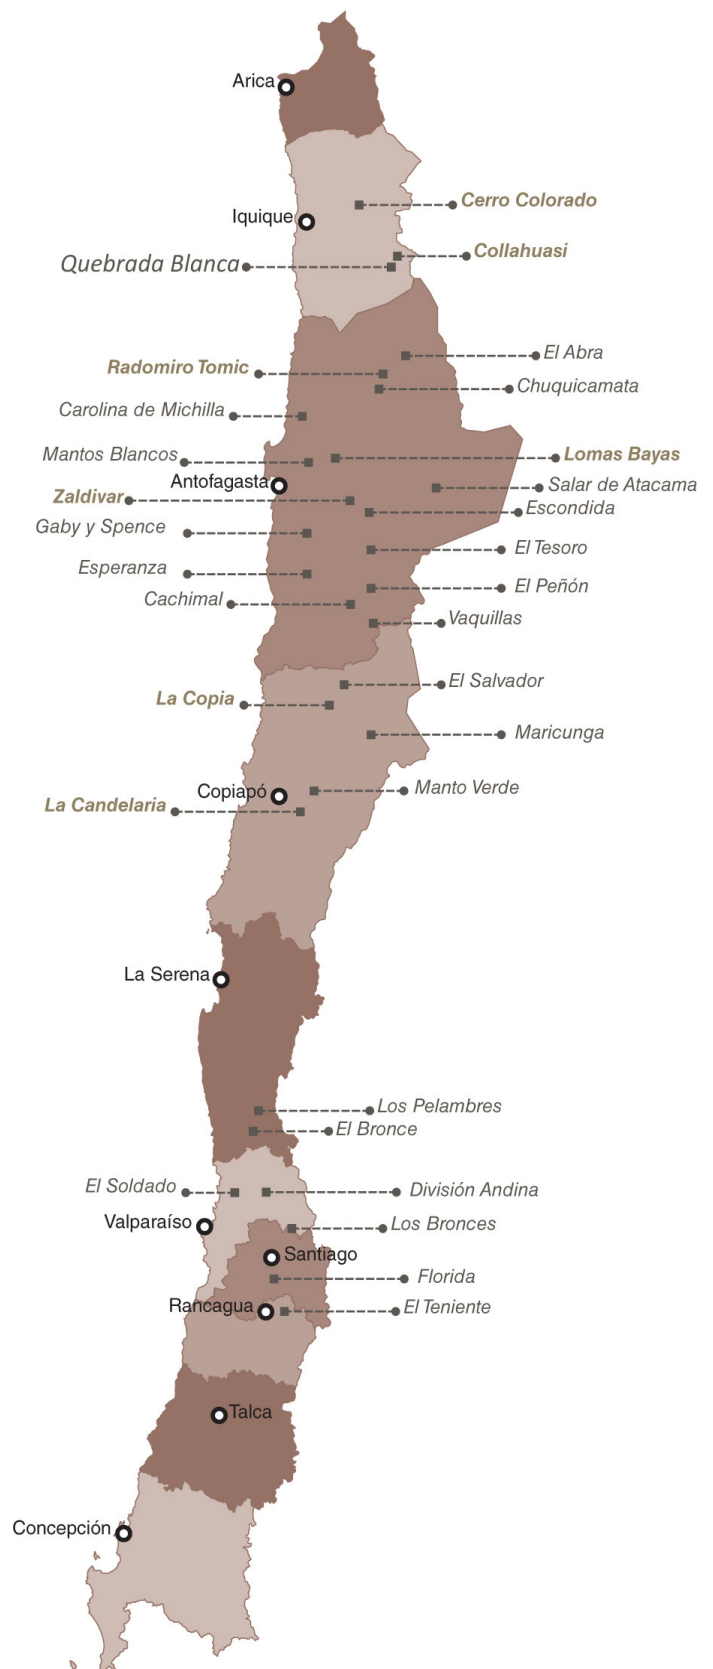 Arica
Cerro Colorado
Iquique
Collahuasi
Quebrada Blanca
El Abra
Radomiro Tomic
Chuquicamata
Carolina de Michilla
Mantos Blancos
Lomas Bayas
Antofagasta
Salar de Atacama
Zaldivar
Escondida
Gaby y Spence
El Tesoro
Esperanza
El Peñón
Cachimal
Vaquillas
El Salvador
La Copia
Maricunga
Manto Verde
Copiapó
La Candelaria
La Serena
Los Pelambres
El Bronce
El Soldado
División Andina
Valparaíso
Los Bronces
Santiago
Florida
Rancagua
El Teniente
Talca
Concepción